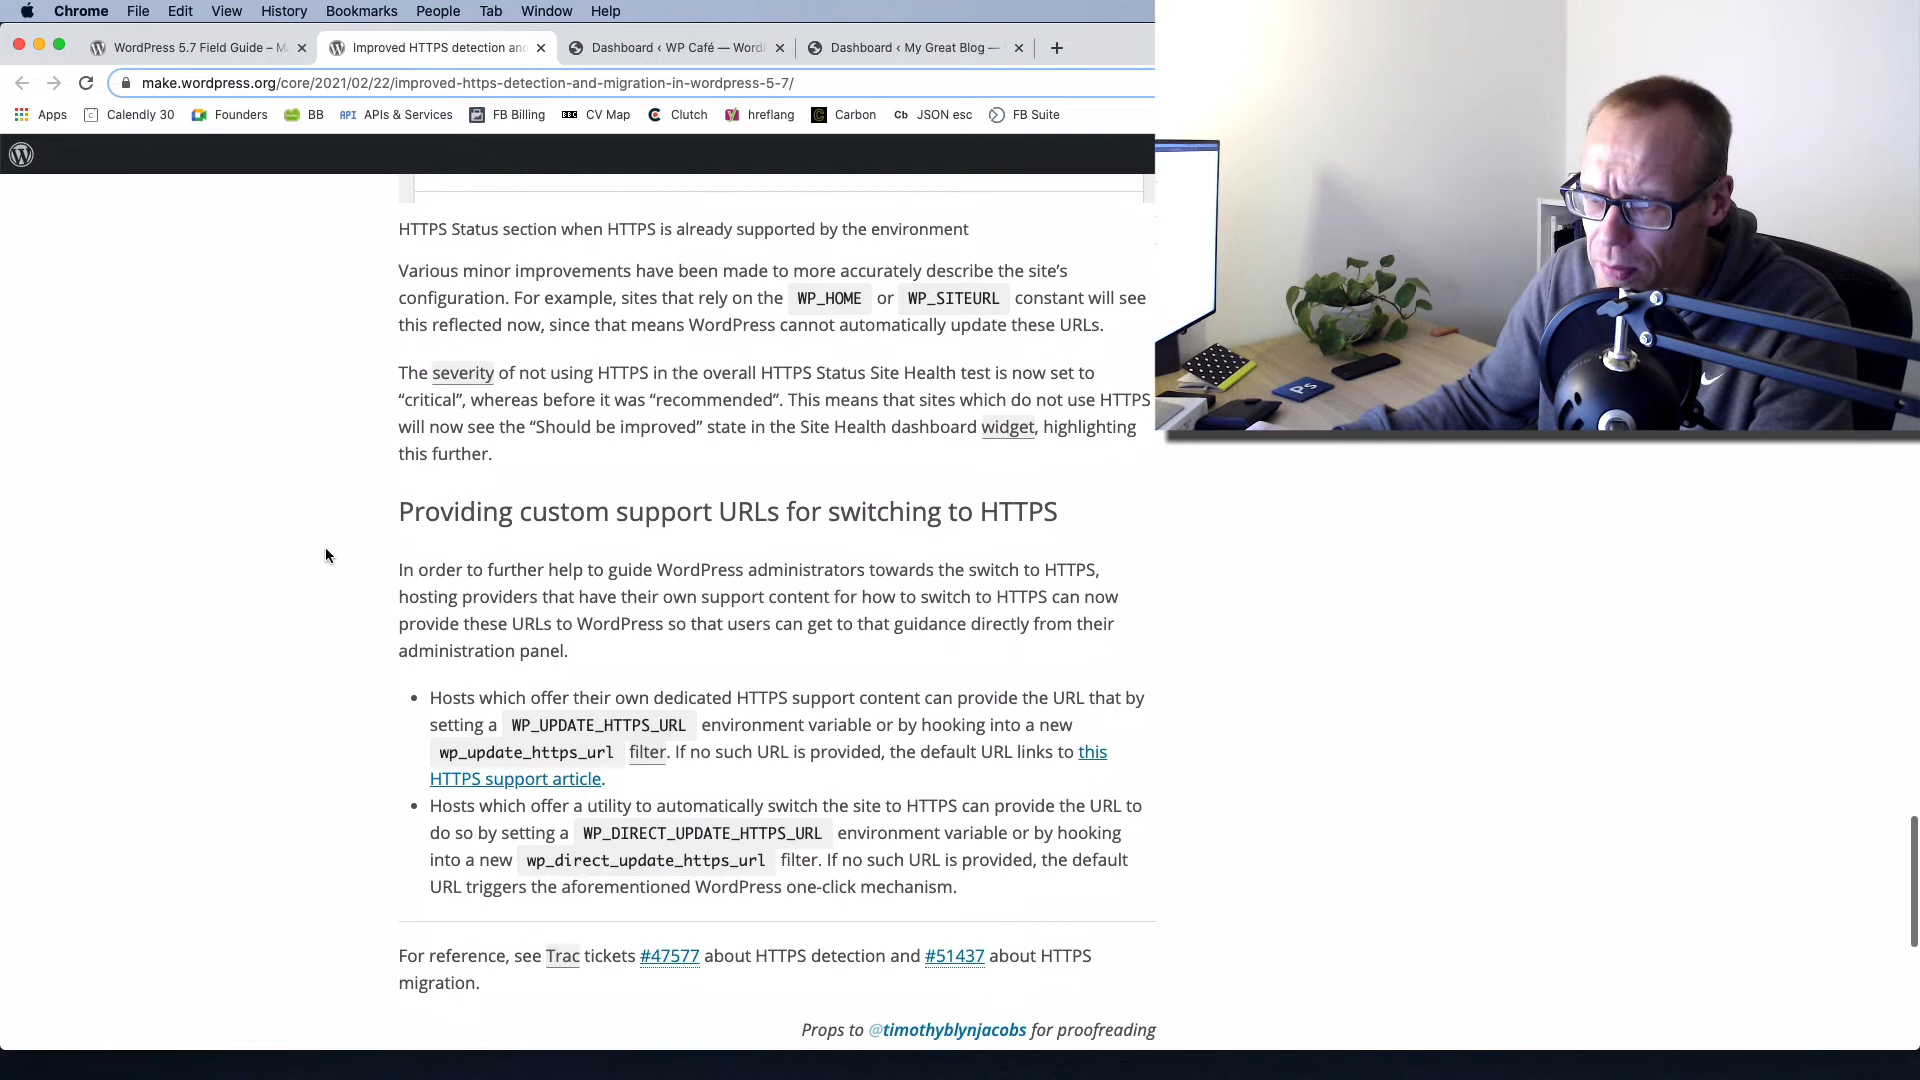 Chrome File Edit View History Bookmarks People Tab Window Help
WordPress 5.7 Field Guide – M
Improved HTTPS detection and
Dashboard ‹ WP Café — Word
Dashboard ‹ My Great Blog —
make.wordpress.org/core/2021/02/22/improved-https-detection-and-migration-in-wordpress-5-7/
Apps Calendly 30 Founders BB API APIs & Services FB Billing BBC CV Map Clutch hreflang Carbon Cb JSON esc FB Suite
HTTPS Status section when HTTPS is already supported by the environment
Various minor improvements have been made to more accurately describe the site’s
configuration. For example, sites that rely on the WP_HOME or WP_SITEURL constant will see
this reflected now, since that means WordPress cannot automatically update these URLs.
The severity of not using HTTPS in the overall HTTPS Status Site Health test is now set to
“critical”, whereas before it was “recommended”. This means that sites which do not use HTTPS
will now see the “Should be improved” state in the Site Health dashboard widget, highlighting
this further.
Providing custom support URLs for switching to HTTPS
In order to further help to guide WordPress administrators towards the switch to HTTPS,
hosting providers that have their own support content for how to switch to HTTPS can now
provide these URLs to WordPress so that users can get to that guidance directly from their
administration panel.
• Hosts which offer their own dedicated HTTPS support content can provide the URL that by
setting a WP_UPDATE_HTTPS_URL environment variable or by hooking into a new
wp_update_https_url filter. If no such URL is provided, the default URL links to this
HTTPS support article.
• Hosts which offer a utility to automatically switch the site to HTTPS can provide the URL to
do so by setting a WP_DIRECT_UPDATE_HTTPS_URL environment variable or by hooking
into a new wp_direct_update_https_url filter. If no such URL is provided, the default
URL triggers the aforementioned WordPress one-click mechanism.
For reference, see Trac tickets #47577 about HTTPS detection and #51437 about HTTPS
migration.
Props to @timothyblynjacobs for proofreading
Ps